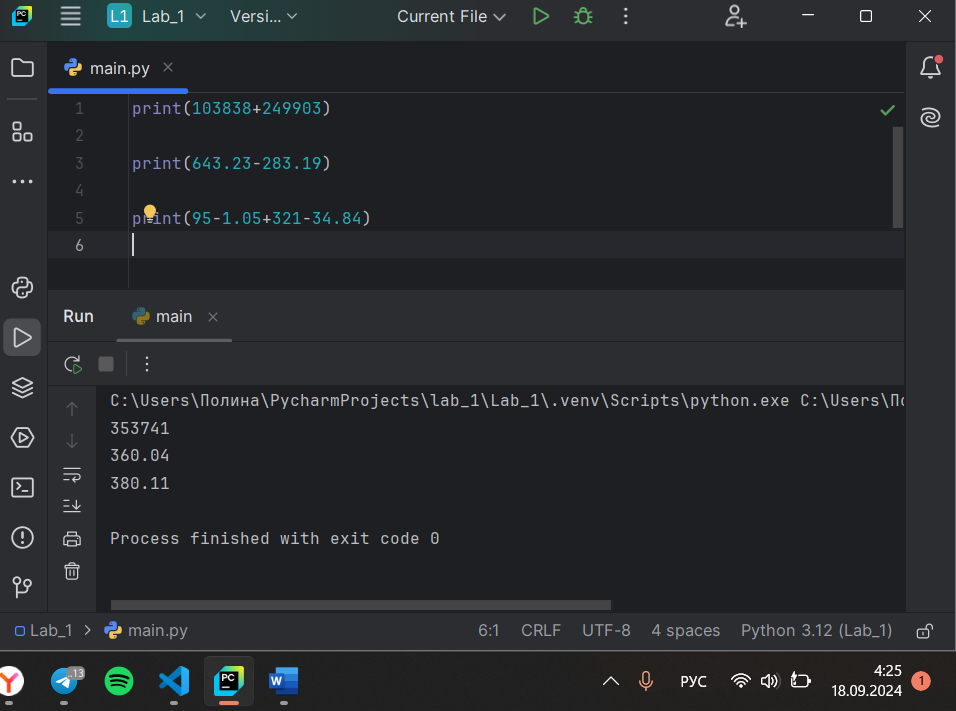 PC L1 Lab_1 Versi... Current File
main.py
1 print(103838+249903)
2
3 print(643.23-283.19)
4
5 print(95-1.05+321-34.84)
6
Run main
C:\Users\Полина\PycharmProjects\lab_1\Lab_1\.venv\Scripts\python.exe C:\Users\По
353741
360.04
380.11
Process finished with exit code 0
Lab_1 > main.py 6:1 CRLF UTF-8 4 spaces Python 3.12 (Lab_1)
Y ..13 PC W РУС 4:25
18.09.2024 1